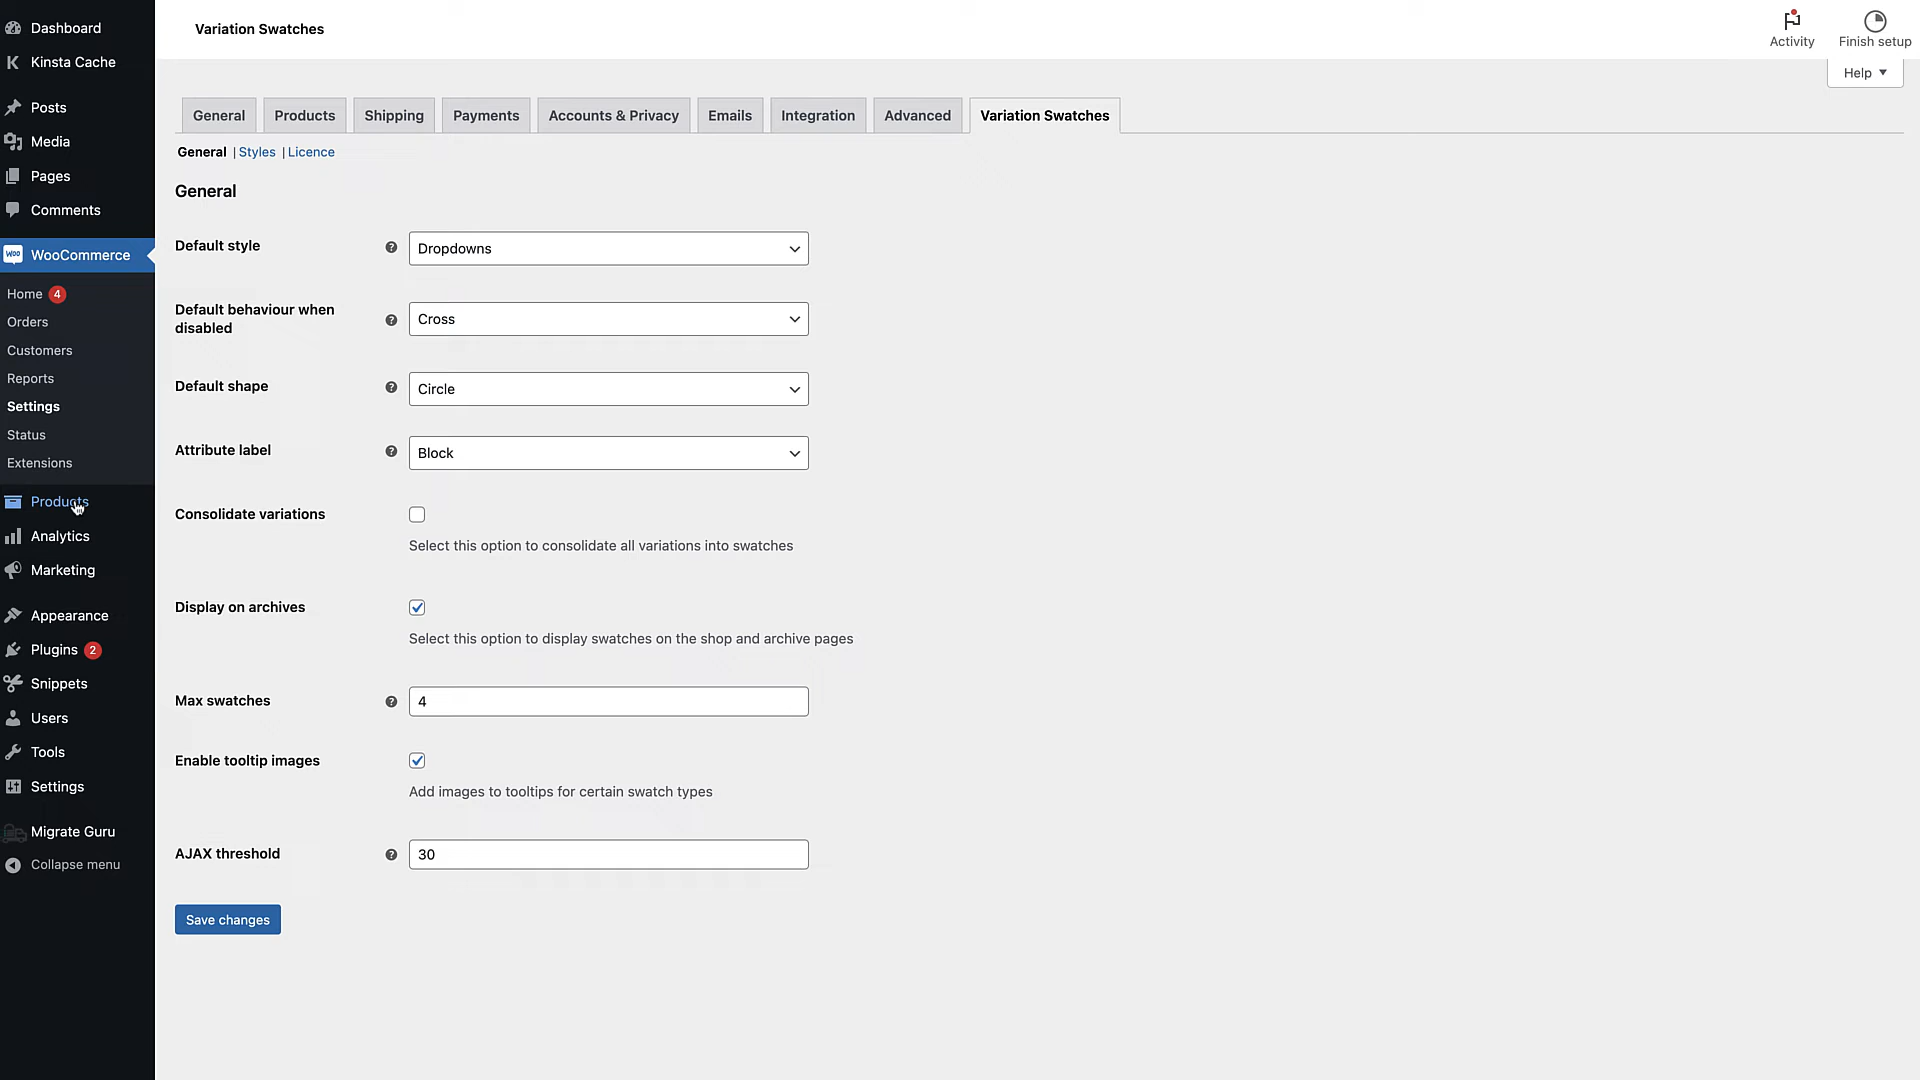 Dashboard
Kinsta Cache
Posts
Media
Pages
Comments
WooCommerce
Home 4
Orders
Customers
Reports
Settings
Status
Extensions
Products
Analytics
Marketing
Appearance
Plugins 2
Snippets
Users
Tools
Settings
Migrate Guru
Collapse menu
Variation Swatches
Activity
Finish setup
Help
General
Products
Shipping
Payments
Accounts & Privacy
Emails
Integration
Advanced
Variation Swatches
General | Styles | Licence
General
Default style
Dropdowns
Default behaviour when
disabled
Cross
Default shape
Circle
Attribute label
Block
Consolidate variations
Select this option to consolidate all variations into swatches
Display on archives
Select this option to display swatches on the shop and archive pages
Max swatches
4
Enable tooltip images
Add images to tooltips for certain swatch types
AJAX threshold
30
Save changes